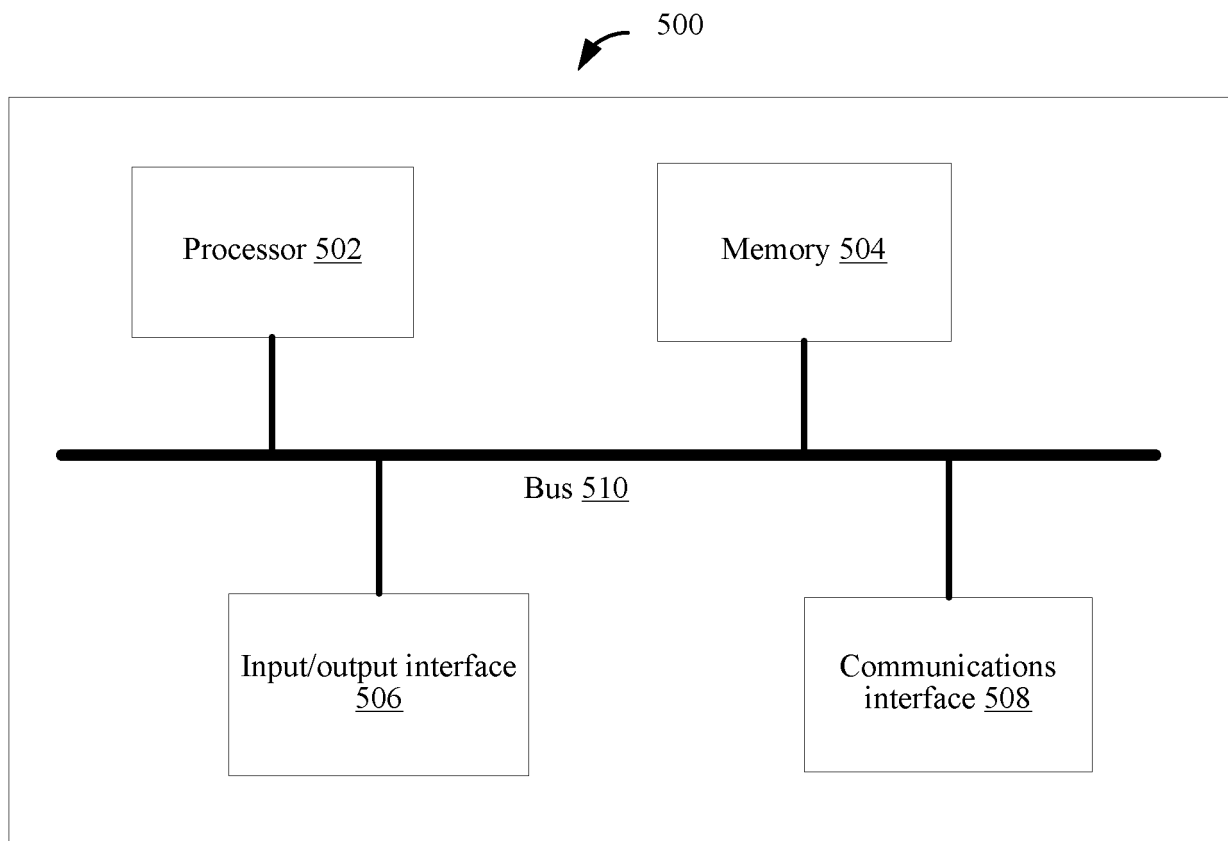 500
Processor 502
Memory 504
Bus 510
Input/output interface
506
Communications
interface 508